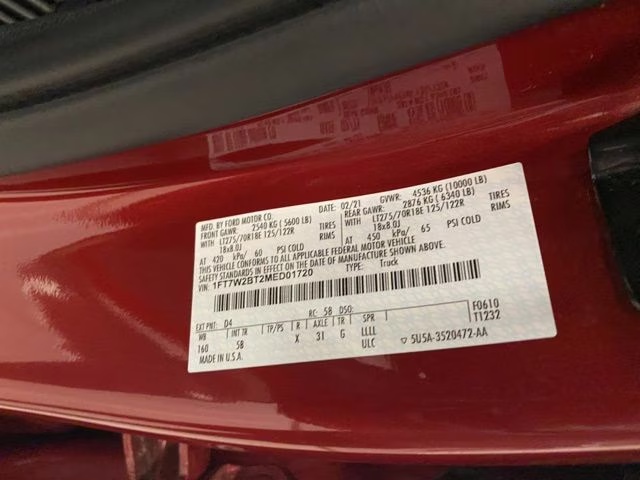 MFD. BY FORD MOTOR CO.
DATE: 02/21
GVWR: 4536 KG (10000 LB)
FRONT GAWR: 2540 KG (5600 LB)
REAR GAWR: 2876 KG (6340 LB)
WITH LT275/70R18E 125/122R TIRES
18x8.0J RIMS
AT 420 kPa/ 60 PSI COLD
WITH LT275/70R18E 125/122R TIRES
18x8.0J RIMS
AT 450 kPa/ 65 PSI COLD
THIS VEHICLE CONFORMS TO ALL APPLICABLE FEDERAL MOTOR VEHICLE
SAFETY STANDARDS IN EFFECT ON THE DATE OF MANUFACTURE SHOWN ABOVE.
VIN: 1FT7W2BT2MED01720
TYPE: Truck
EXT PNT: D4 RC: 58 DSO: F0610
WB INT TR TP/PS R AXLE TR SPR T1232
160 5B X 31 G LLLL
MADE IN U.S.A. ULC ▽ 5U5A-3520472-AA